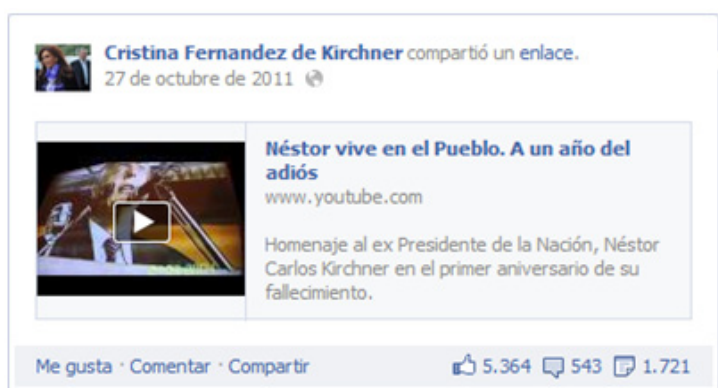 Cristina Fernandez de Kirchner compartió un enlace.
27 de octubre de 2011
Néstor vive en el Pueblo. A un año del
adiós
www.youtube.com
Homenaje al ex Presidente de la Nación, Néstor
Carlos Kirchner en el primer aniversario de su
fallecimiento.
Me gusta · Comentar · Compartir 5.364 543 1.721